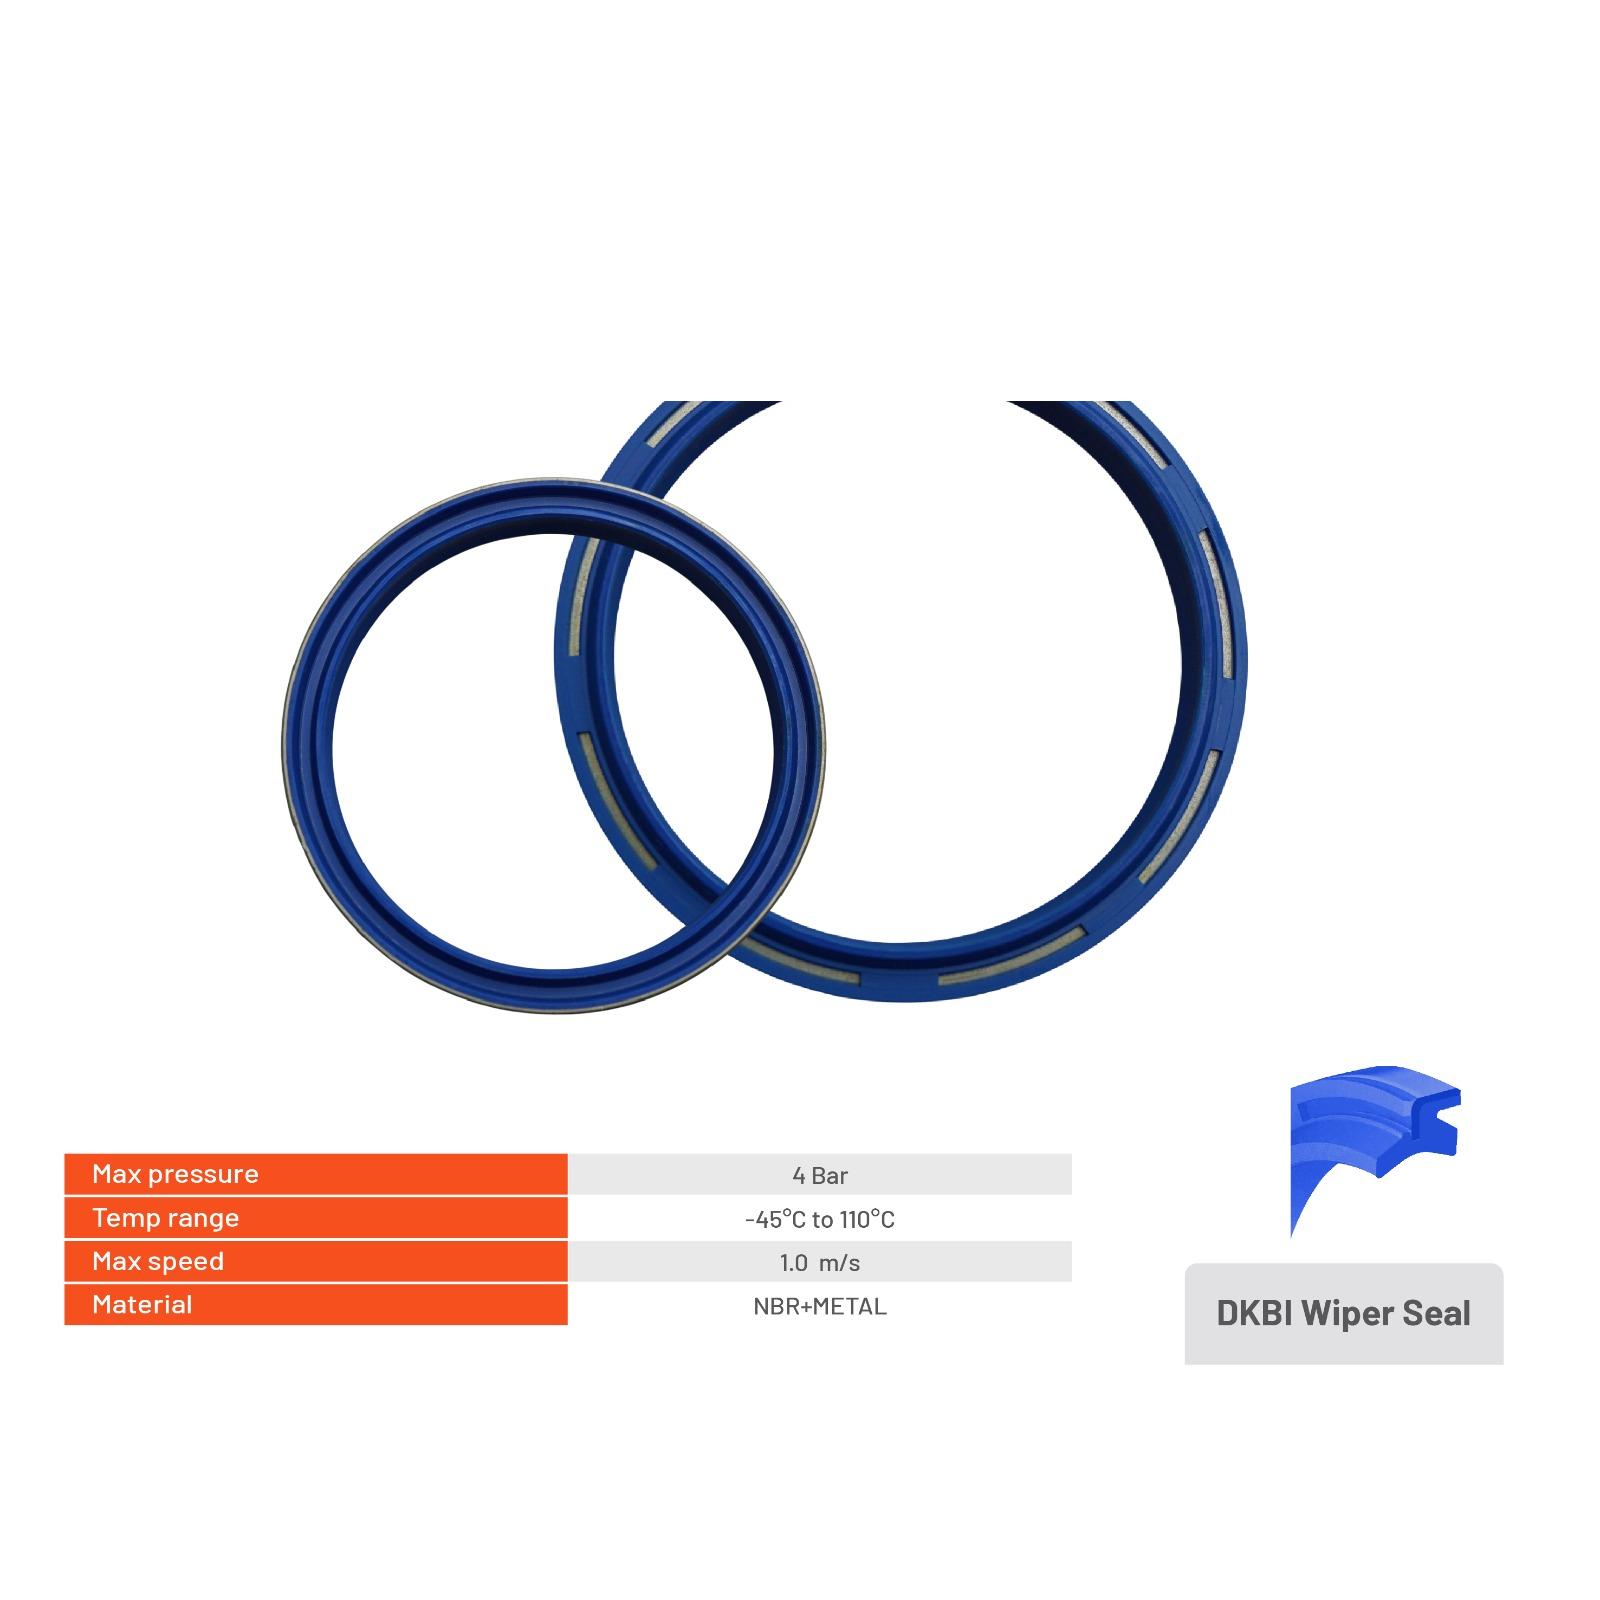 Max pressure 4 Bar
Temp range -45°C to 110°C
Max speed 1.0 m/s
Material NBR+METAL
DKBI Wiper Seal